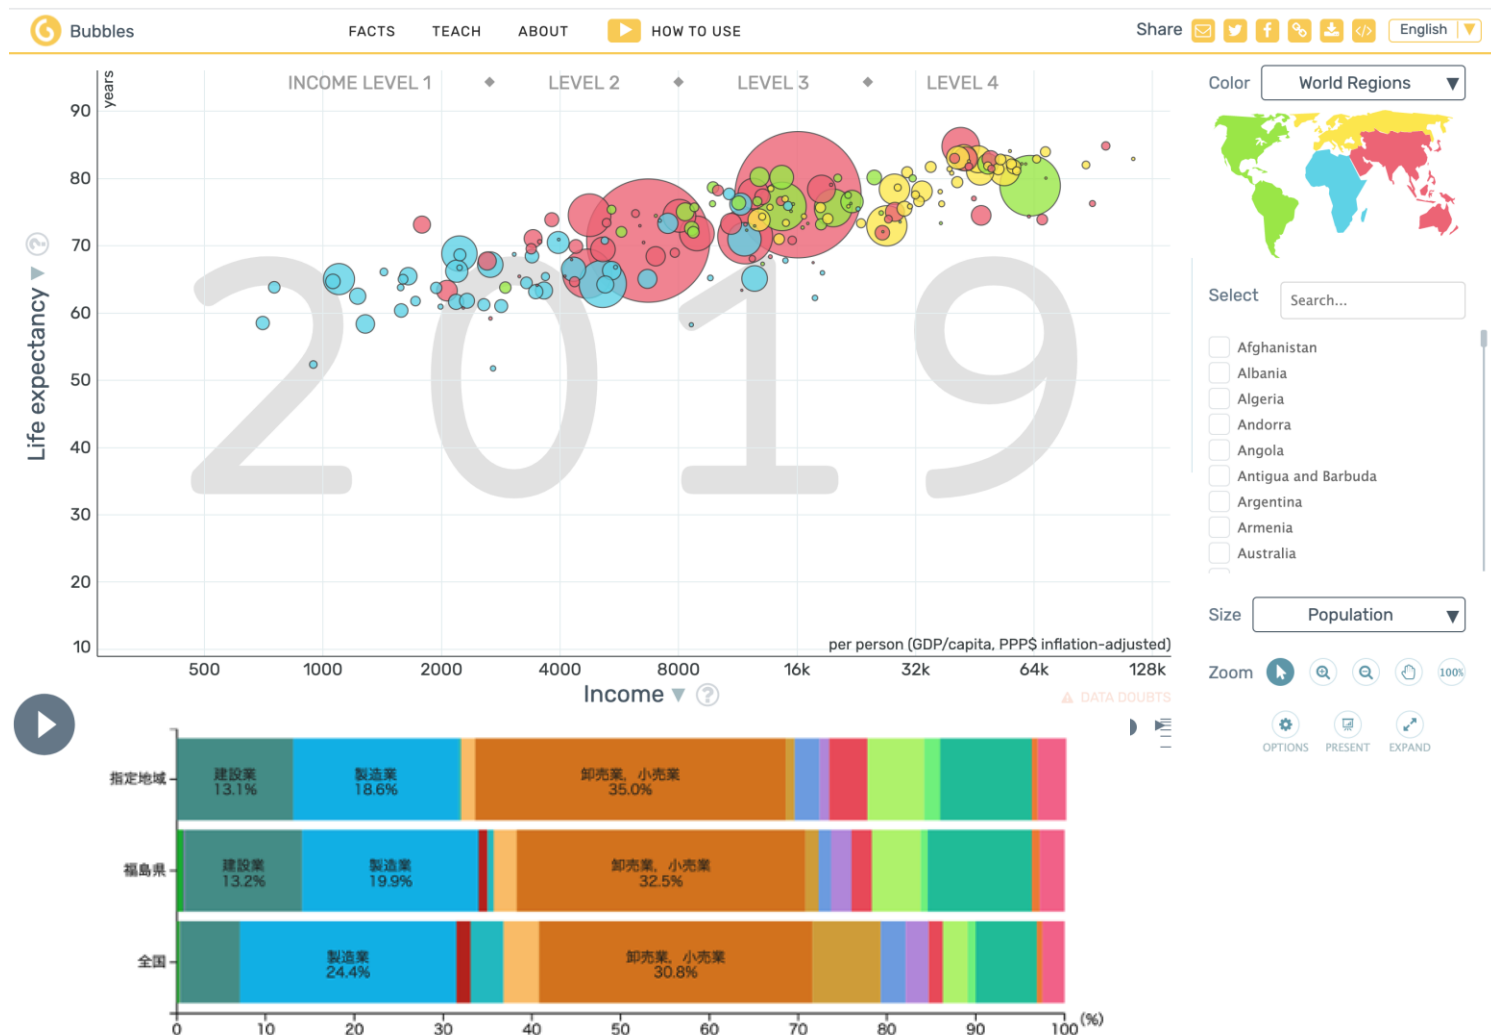 Bubbles
FACTS
TEACH
ABOUT
HOW TO USE
Share
English
years
INCOME LEVEL 1
LEVEL 2
LEVEL 3
LEVEL 4
90
80
70
60
50
40
30
20
10
Life expectancy
?
2019
per person (GDP/capita, PPP$ inflation-adjusted)
500
1000
2000
4000
8000
16k
32k
64k
128k
Income
?
DATA DOUBTS
Color
World Regions
Select
Search...
Afghanistan
Albania
Algeria
Andorra
Angola
Antigua and Barbuda
Argentina
Armenia
Australia
Size
Population
Zoom
100%
OPTIONS
PRESENT
EXPAND
指定地域
建設業
13.1%
製造業
18.6%
卸売業，小売業
35.0%
福島県
建設業
13.2%
製造業
19.9%
卸売業，小売業
32.5%
全国
製造業
24.4%
卸売業，小売業
30.8%
0
10
20
30
40
50
60
70
80
90
100
(%)